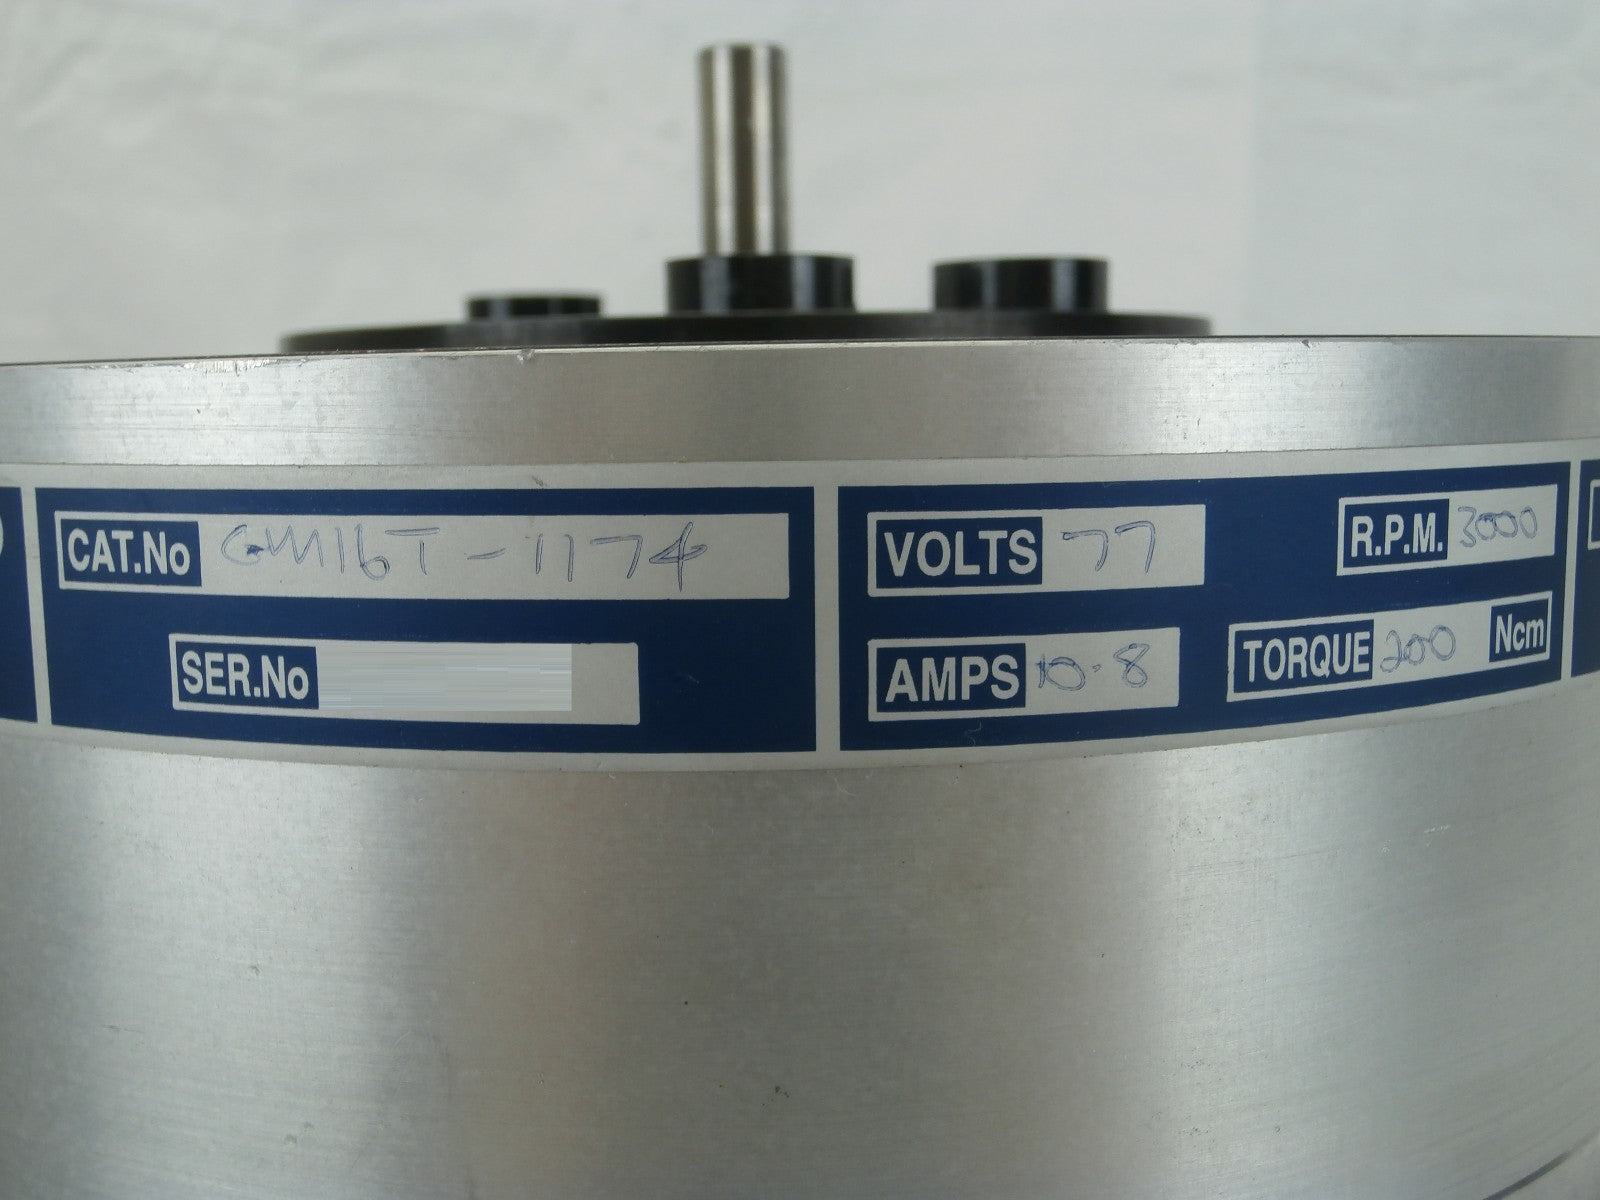 CAT.No GM16T-1174
SER.No
VOLTS 77
R.P.M. 3000
AMPS 10.8
TORQUE 200 Ncm